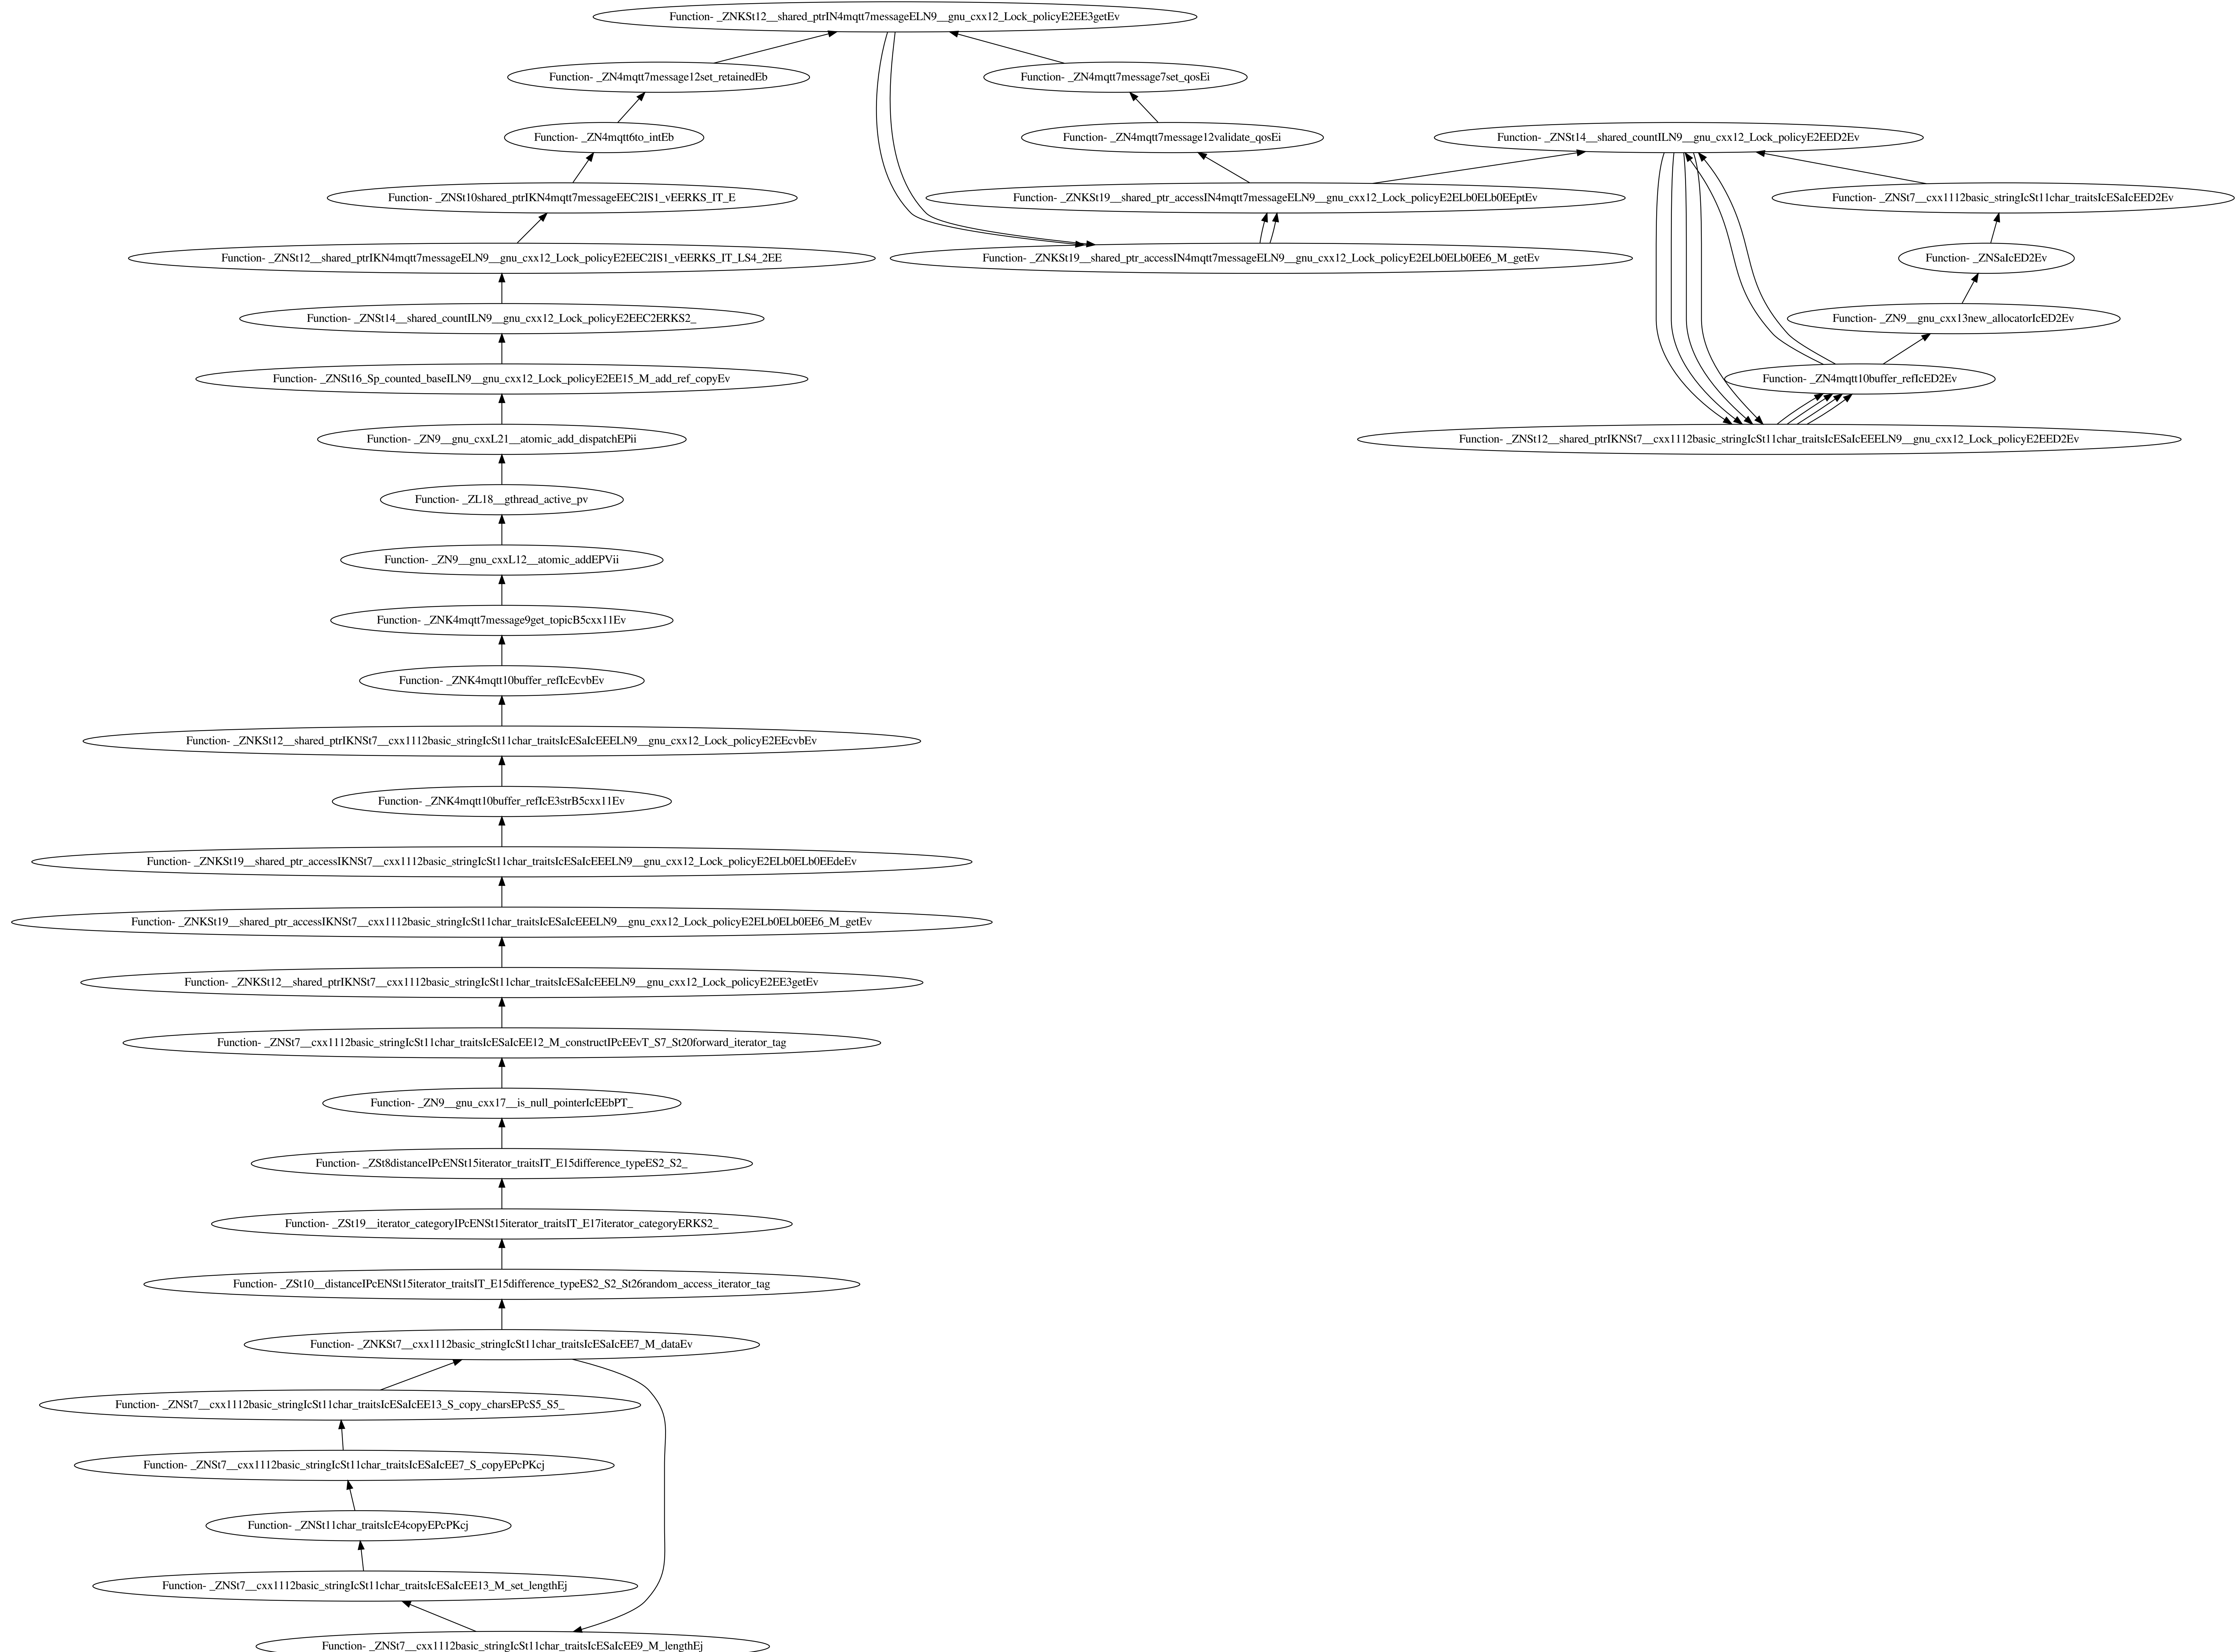 Function- _ZNKSt12__shared_ptrIN4mqtt7messageELN9__gnu_cxx12_Lock_policyE2EE3getEv
Function- _ZN4mqtt7message12set_retainedEb
Function- _ZN4mqtt7message7set_qosEi
Function- _ZN4mqtt6to_intEb
Function- _ZN4mqtt7message12validate_qosEi
Function- _ZNSt14__shared_countILN9__gnu_cxx12_Lock_policyE2EED2Ev
Function- _ZNSt10shared_ptrIKN4mqtt7messageEEC2IS1_vEERKS_IT_E
Function- _ZNKSt19__shared_ptr_accessIN4mqtt7messageELN9__gnu_cxx12_Lock_policyE2ELb0ELb0EEptEv
Function- _ZNSt7__cxx1112basic_stringIcSt11char_traitsIcESaIcEED2Ev
Function- _ZNSt12__shared_ptrIKN4mqtt7messageELN9__gnu_cxx12_Lock_policyE2EEC2IS1_vEERKS_IT_LS4_2EE
Function- _ZNKSt19__shared_ptr_accessIN4mqtt7messageELN9__gnu_cxx12_Lock_policyE2ELb0ELb0EE6_M_getEv
Function- _ZNSaIcED2Ev
Function- _ZNSt14__shared_countILN9__gnu_cxx12_Lock_policyE2EEC2ERKS2_
Function- _ZN9__gnu_cxx13new_allocatorIcED2Ev
Function- _ZNSt16_Sp_counted_baseILN9__gnu_cxx12_Lock_policyE2EE15_M_add_ref_copyEv
Function- _ZN4mqtt10buffer_refIcED2Ev
Function- _ZN9__gnu_cxxL21__atomic_add_dispatchEPii
Function- _ZNSt12__shared_ptrIKNSt7__cxx1112basic_stringIcSt11char_traitsIcESaIcEEELN9__gnu_cxx12_Lock_policyE2EED2Ev
Function- _ZL18__gthread_active_pv
Function- _ZN9__gnu_cxxL12__atomic_addEPVii
Function- _ZNK4mqtt7message9get_topicB5cxx11Ev
Function- _ZNK4mqtt10buffer_refIcEcvbEv
Function- _ZNKSt12__shared_ptrIKNSt7__cxx1112basic_stringIcSt11char_traitsIcESaIcEEELN9__gnu_cxx12_Lock_policyE2EEcvbEv
Function- _ZNK4mqtt10buffer_refIcE3strB5cxx11Ev
Function- _ZNKSt19__shared_ptr_accessIKNSt7__cxx1112basic_stringIcSt11char_traitsIcESaIcEEELN9__gnu_cxx12_Lock_policyE2ELb0ELb0EEdeEv
Function- _ZNKSt19__shared_ptr_accessIKNSt7__cxx1112basic_stringIcSt11char_traitsIcESaIcEEELN9__gnu_cxx12_Lock_policyE2ELb0ELb0EE6_M_getEv
Function- _ZNKSt12__shared_ptrIKNSt7__cxx1112basic_stringIcSt11char_traitsIcESaIcEEELN9__gnu_cxx12_Lock_policyE2EE3getEv
Function- _ZNSt7__cxx1112basic_stringIcSt11char_traitsIcESaIcEE12_M_constructIPcEEvT_S7_St20forward_iterator_tag
Function- _ZN9__gnu_cxx17__is_null_pointerIcEEbPT_
Function- _ZSt8distanceIPcENSt15iterator_traitsIT_E15difference_typeES2_S2_
Function- _ZSt19__iterator_categoryIPcENSt15iterator_traitsIT_E17iterator_categoryERKS2_
Function- _ZSt10__distanceIPcENSt15iterator_traitsIT_E15difference_typeES2_S2_St26random_access_iterator_tag
Function- _ZNKSt7__cxx1112basic_stringIcSt11char_traitsIcESaIcEE7_M_dataEv
Function- _ZNSt7__cxx1112basic_stringIcSt11char_traitsIcESaIcEE13_S_copy_charsEPcS5_S5_
Function- _ZNSt7__cxx1112basic_stringIcSt11char_traitsIcESaIcEE7_S_copyEPcPKcj
Function- _ZNSt11char_traitsIcE4copyEPcPKcj
Function- _ZNSt7__cxx1112basic_stringIcSt11char_traitsIcESaIcEE13_M_set_lengthEj
Function- _ZNSt7__cxx1112basic_stringIcSt11char_traitsIcESaIcEE9_M_lengthEj